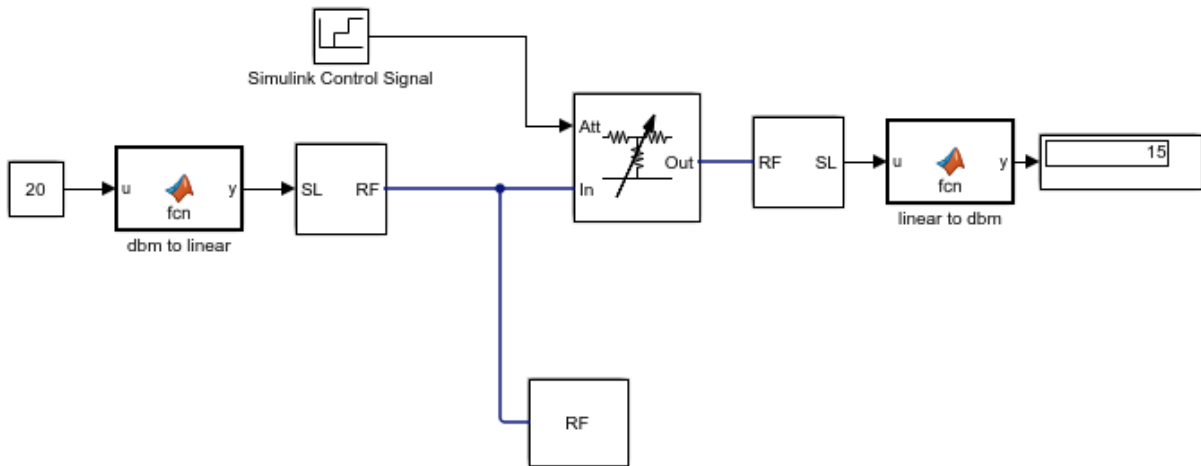 Simulink Control Signal
Att
In
Out
20
u
fcn
y
dbm to linear
SL
RF
RF
SL
u
fcn
y
linear to dbm
15
RF